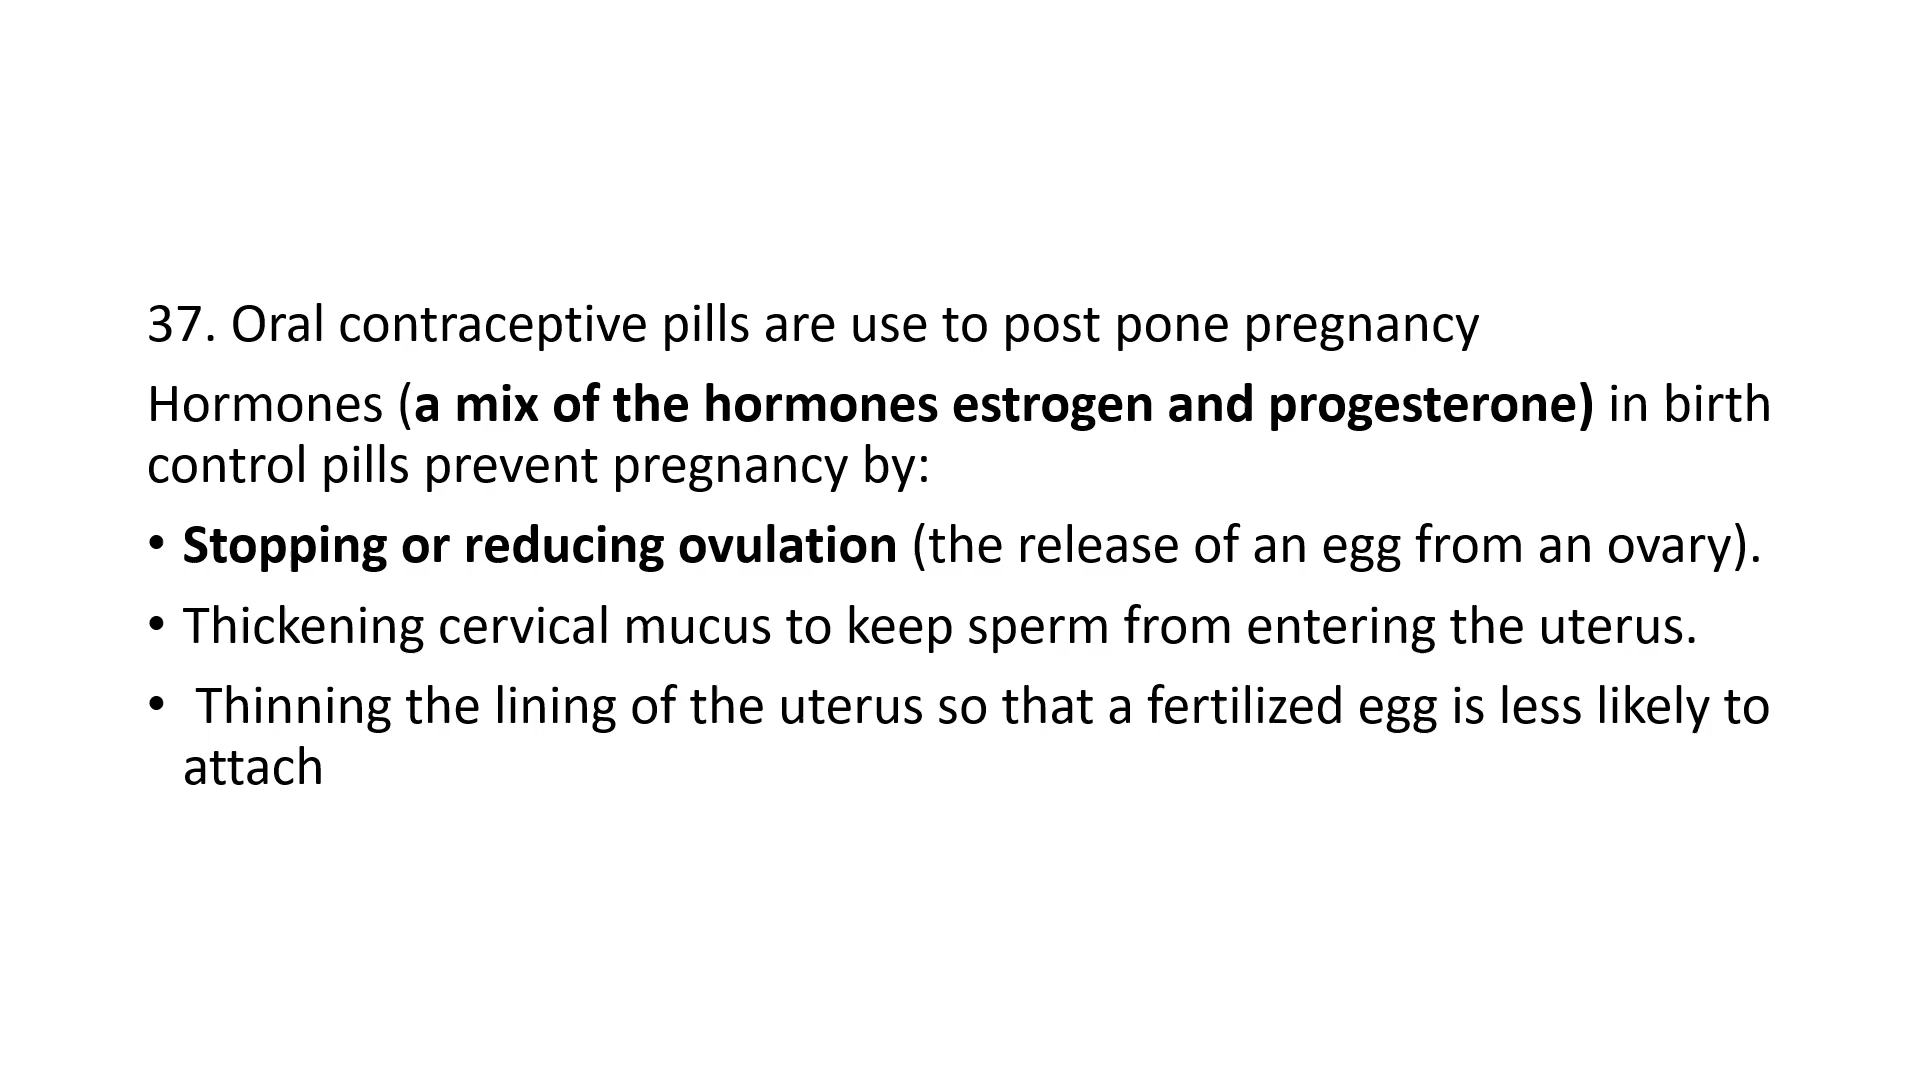 37. Oral contraceptive pills are use to post pone pregnancy
Hormones (a mix of the hormones estrogen and progesterone) in birth
control pills prevent pregnancy by:
• Stopping or reducing ovulation (the release of an egg from an ovary).
• Thickening cervical mucus to keep sperm from entering the uterus.
• Thinning the lining of the uterus so that a fertilized egg is less likely to
attach